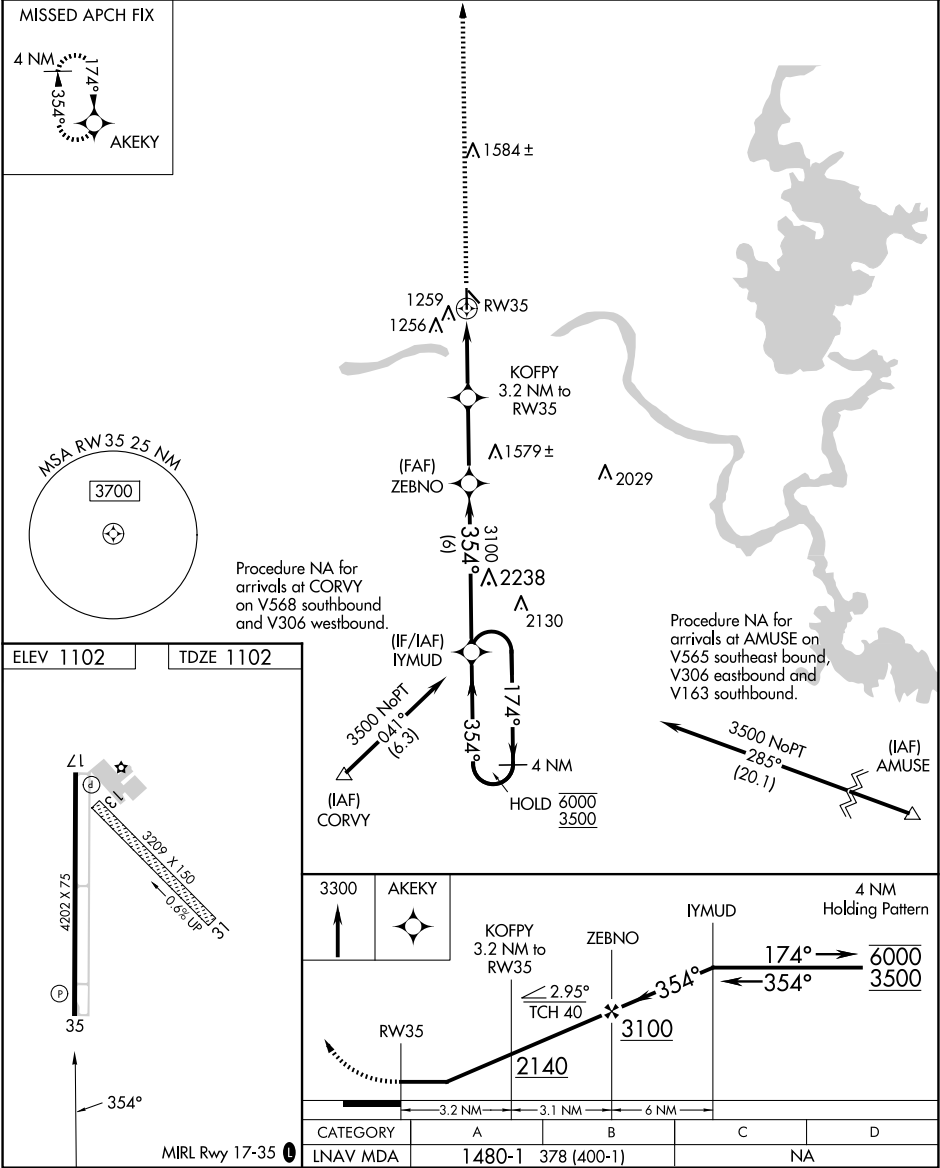 MISSED APCH FIX
4 NM
174°
354°
AKEKY
1584 ±
1259
RW35
1256
KOFPY
3.2 NM to
RW35
1579 ±
(FAF)
ZEBNO
2029
MSA RW35 25 NM
3700
3100
354°
(6)
2238
2130
Procedure NA for
arrivals at CORVY
on V568 southbound
and V306 westbound.
(IF/IAF)
IYMUD
Procedure NA for
arrivals at AMUSE on
V565 southeast bound,
V306 eastbound and
V163 southbound.
3500 NoPT
041°
(6.3)
(IAF)
CORVY
174°
354°
4 NM
HOLD 6000
3500
3500 NoPT
285°
(20.1)
(IAF)
AMUSE
ELEV 1102
TDZE 1102
17
P
13
3209 X 150
0.6% UP
31
4202 X 75
P
35
354°
MIRL Rwy 17-35 L
3300
AKEKY
KOFPY
3.2 NM to
RW35
ZEBNO
IYMUD
4 NM
Holding Pattern
174°
6000
354°
354°
3500
2.95°
TCH 40
3100
RW35
2140
3.2 NM
3.1 NM
6 NM
CATEGORY A B C D
LNAV MDA 1480-1 378 (400-1) NA